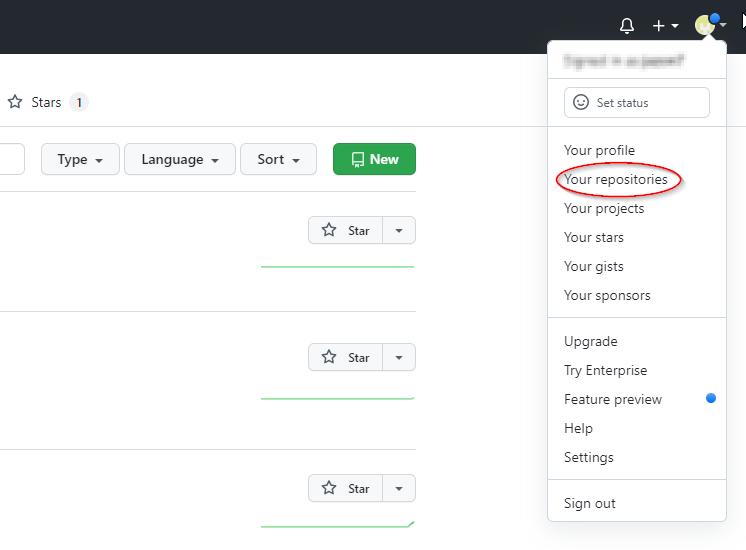 Stars 1
Type
Language
Sort
New
Star
Star
Star
Set status
Your profile
Your repositories
Your projects
Your stars
Your gists
Your sponsors
Upgrade
Try Enterprise
Feature preview
Help
Settings
Sign out